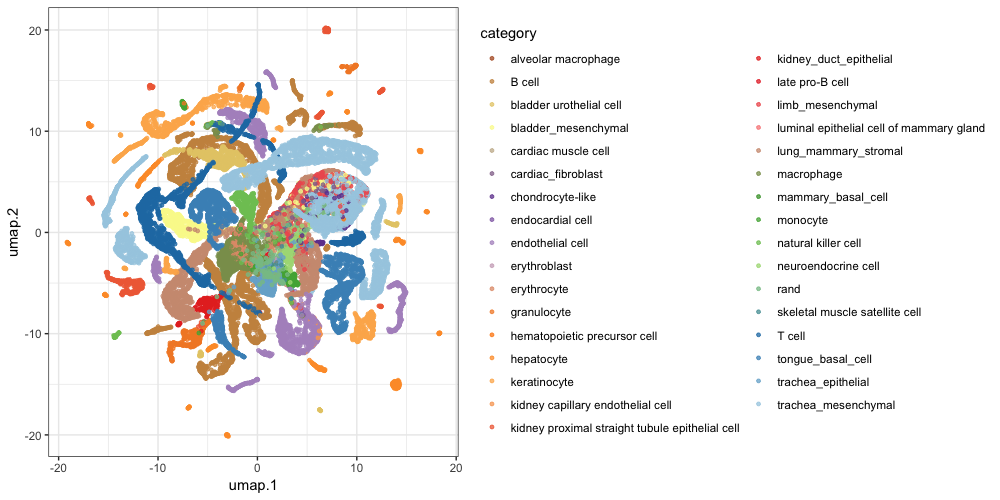 20
10
0
-10
-20
-20
-10
0
10
20
umap.1
umap.2
category
alveolar macrophage
B cell
bladder urothelial cell
bladder_mesenchymal
cardiac muscle cell
cardiac_fibroblast
chondrocyte-like
endocardial cell
endothelial cell
erythroblast
erythrocyte
granulocyte
hematopoietic precursor cell
hepatocyte
keratinocyte
kidney capillary endothelial cell
kidney proximal straight tubule epithelial cell
kidney_duct_epithelial
late pro-B cell
limb_mesenchymal
luminal epithelial cell of mammary gland
lung_mammary_stromal
macrophage
mammary_basal_cell
monocyte
natural killer cell
neuroendocrine cell
rand
skeletal muscle satellite cell
T cell
tongue_basal_cell
trachea_epithelial
trachea_mesenchymal